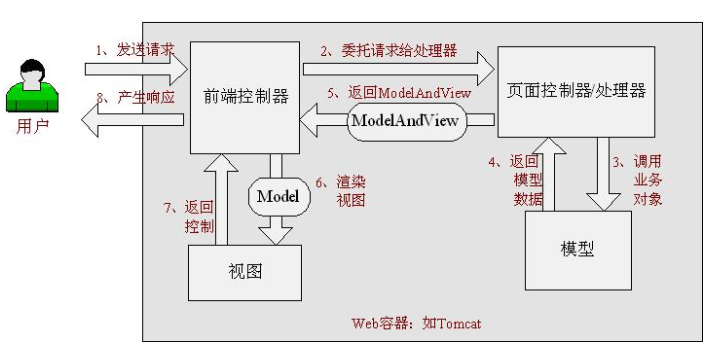 1、发送请求
2、委托请求给处理器
8、产生响应
前端控制器
5、返回ModelAndView
ModelAndView
页面控制器/处理器
用户
4、返回
模型
数据
3、调用
业务
对象
6、渲染
视图
Model
7、返回
控制
视图
模型
Web容器：如Tomcat